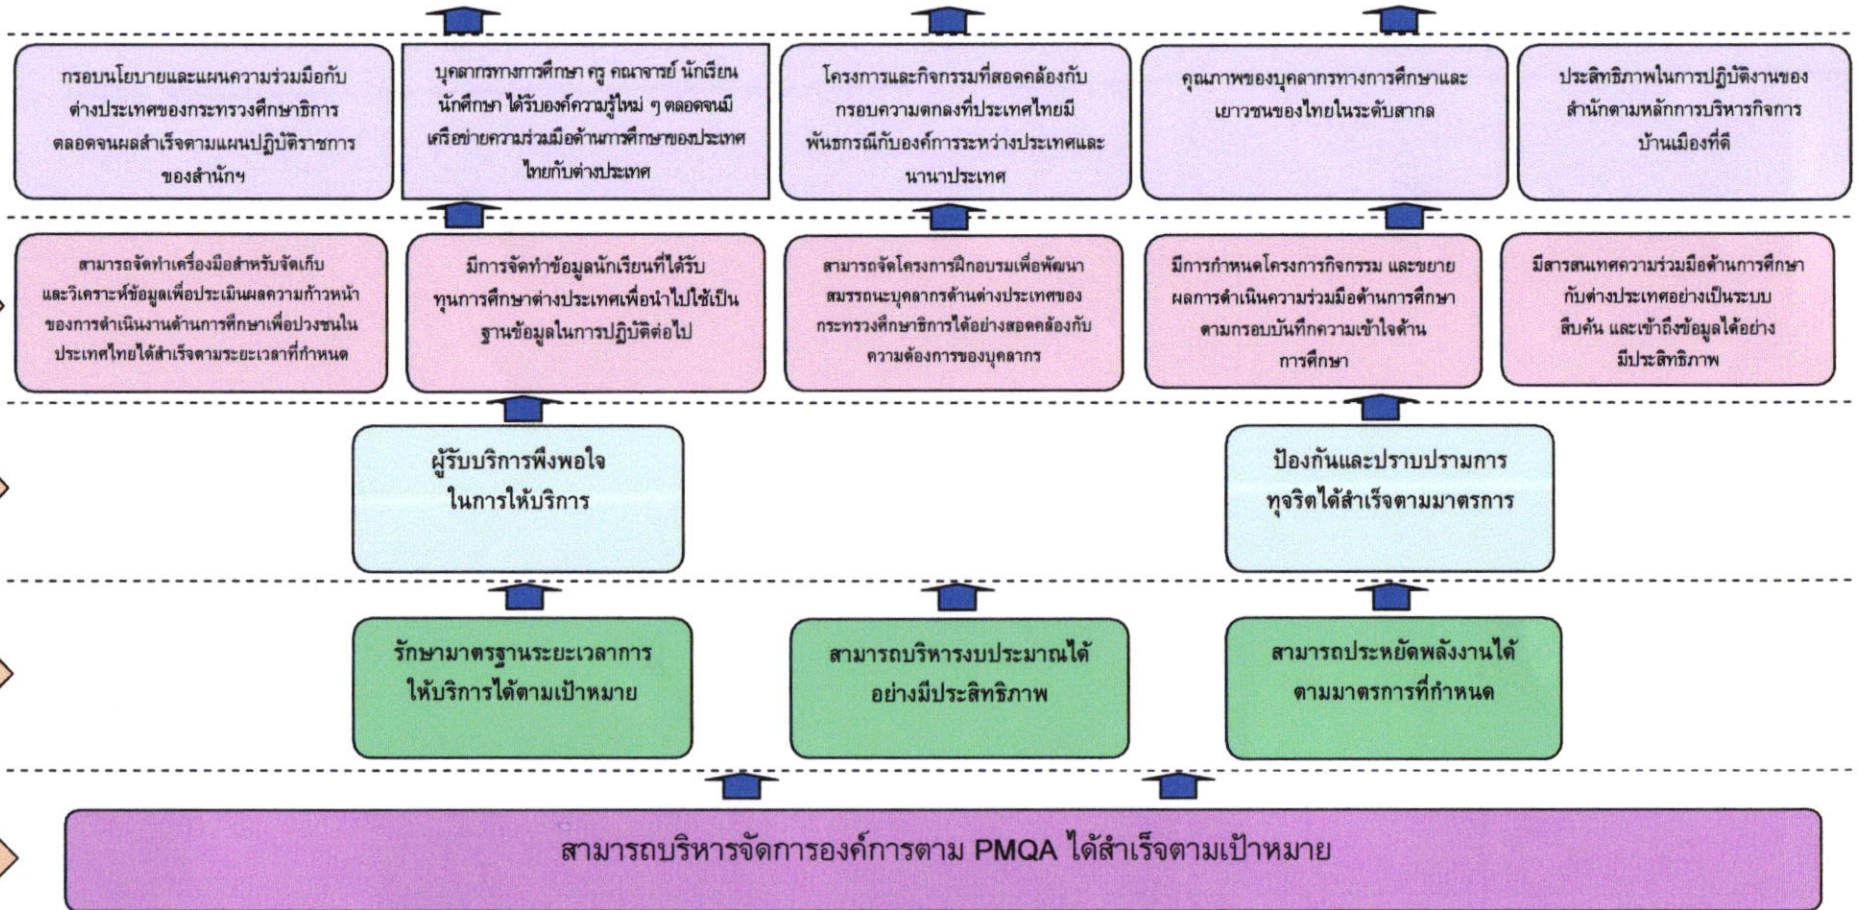 กรอบนโยบายและแผนความร่วมมือกับ
ต่างประเทศของกระทรวงศึกษาธิการ
ตลอดจนผลสำเร็จตามแผนปฏิบัติราชการ
ของสำนักฯ
บุคลากรทางการศึกษา ครู คณาจารย์ นักเรียน
นักศึกษา ได้รับองค์ความรู้ใหม่ ๆ ตลอดจนมี
เครือข่ายความร่วมมือด้านการศึกษาของประเทศ
ไทยกับต่างประเทศ
โครงการและกิจกรรมที่สอดคล้องกับ
กรอบความตกลงที่ประเทศไทยมี
พันธกรณีกับองค์การระหว่างประเทศและ
นานาประเทศ
คุณภาพของบุคลากรทางการศึกษาและ
เยาวชนของไทยในระดับสากล
ประสิทธิภาพในการปฏิบัติงานของ
สำนักตามหลักการบริหารกิจการ
บ้านเมืองที่ดี
สามารถจัดทำเครื่องมือสำหรับจัดเก็บ
และวิเคราะห์ข้อมูลเพื่อประเมินผลความก้าวหน้า
ของการดำเนินงานด้านการศึกษาเพื่อปวงชนใน
ประเทศไทยได้สำเร็จตามระยะเวลาที่กำหนด
มีการจัดทำข้อมูลนักเรียนที่ได้รับ
ทุนการศึกษาต่างประเทศเพื่อนำไปใช้เป็น
ฐานข้อมูลในการปฏิบัติต่อไป
สามารถจัดโครงการฝึกอบรมเพื่อพัฒนา
สมรรถนะบุคลากรด้านต่างประเทศของ
กระทรวงศึกษาธิการได้อย่างสอดคล้องกับ
ความต้องการของบุคลากร
มีการกำหนดโครงการกิจกรรม และขยาย
ผลการดำเนินความร่วมมือด้านการศึกษา
ตามกรอบบันทึกความเข้าใจด้าน
การศึกษา
มีสารสนเทศความร่วมมือด้านการศึกษา
กับต่างประเทศอย่างเป็นระบบ
สืบค้น และเข้าถึงข้อมูลได้อย่าง
มีประสิทธิภาพ
ผู้รับบริการพึงพอใจ
ในการให้บริการ
ป้องกันและปราบปรามการ
ทุจริตได้สำเร็จตามมาตรการ
รักษามาตรฐานระยะเวลาการ
ให้บริการได้ตามเป้าหมาย
สามารถบริหารงบประมาณได้
อย่างมีประสิทธิภาพ
สามารถประหยัดพลังงานได้
ตามมาตรการที่กำหนด
สามารถบริหารจัดการองค์การตาม PMQA ได้สำเร็จตามเป้าหมาย